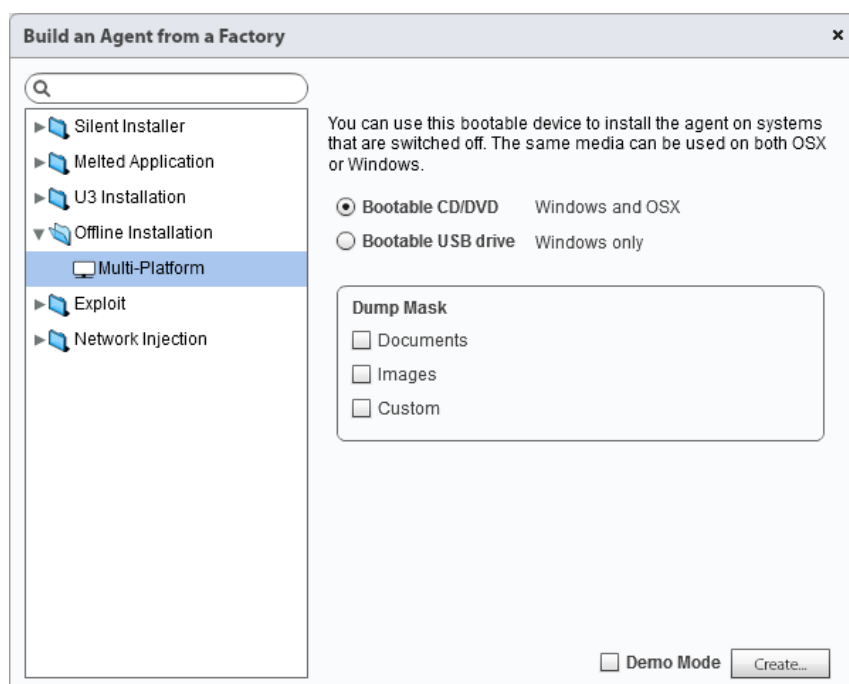 Build an Agent from a Factory
Silent Installer
Melted Application
U3 Installation
Offline Installation
Multi-Platform
Exploit
Network Injection
You can use this bootable device to install the agent on systems
that are switched off. The same media can be used on both OSX
or Windows.
Bootable CD/DVD Windows and OSX
Bootable USB drive Windows only
Dump Mask
Documents
Images
Custom
Demo Mode Create...